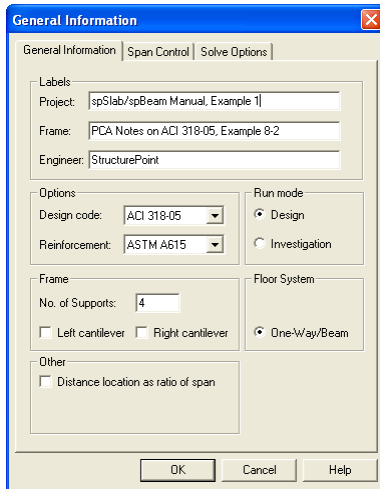 General Information
General Information Span Control Solve Options
Labels
Project: spSlab/spBeam Manual, Example 1
Frame: PCA Notes on ACI 318-05, Example 8-2
Engineer: StructurePoint
Options
Design code: ACI 318-05
Reinforcement: ASTM A615
Run mode
Design
Investigation
Frame
No. of Supports: 4
Left cantilever Right cantilever
Floor System
One-Way/Beam
Other
Distance location as ratio of span
OK Cancel Help